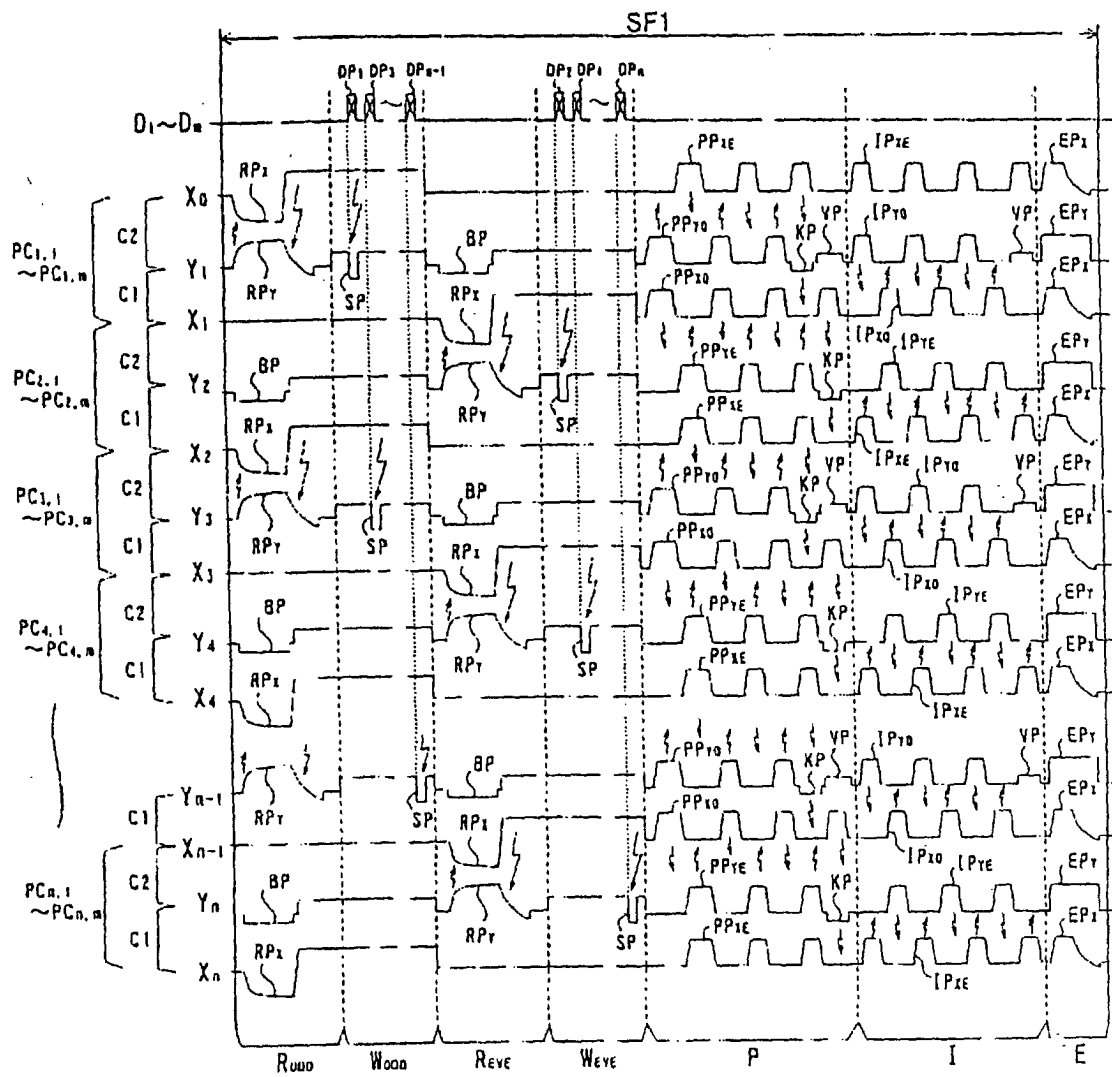 SF1
DP1 DP3 ~ DPn-1 DP2 DP4 ~ DPn
D1~Dm
PPXE IPXE EPX
X0 RPX
C2 PPYO KP VP IPYO VP EPY
PC1,1 ~PC1,m
Y1 RPY SP BP
C1 RPX PPXO IPXO EPX
X1
C2 BP PPYE KP IPYE EPY
PC2,1 ~PC2,m
Y2 RPY SP
C1 RPX PPXE IPXE EPX
X2
C2 BP PPYO KP VP IPYO VP EPY
PC3,1 ~PC3,m
Y3 RPY SP
C1 RPX PPXO IPXO EPX
X3
C2 BP PPYE KP IPYE EPY
PC4,1 ~PC4,m
Y4 RPY SP
C1 RPX PPXE IPXE EPX
X4
BP PPYO KP VP IPYO VP EPY
Yn-1 RPY SP
C1 RPX PPXO IPXO EPX
Xn-1
C2 BP PPYE KP IPYE EPY
PCn,1 ~PCn,m
Yn RPY SP
C1 RPX PPXE IPXE EPX
Xn
WODD REVE WEVE P I E